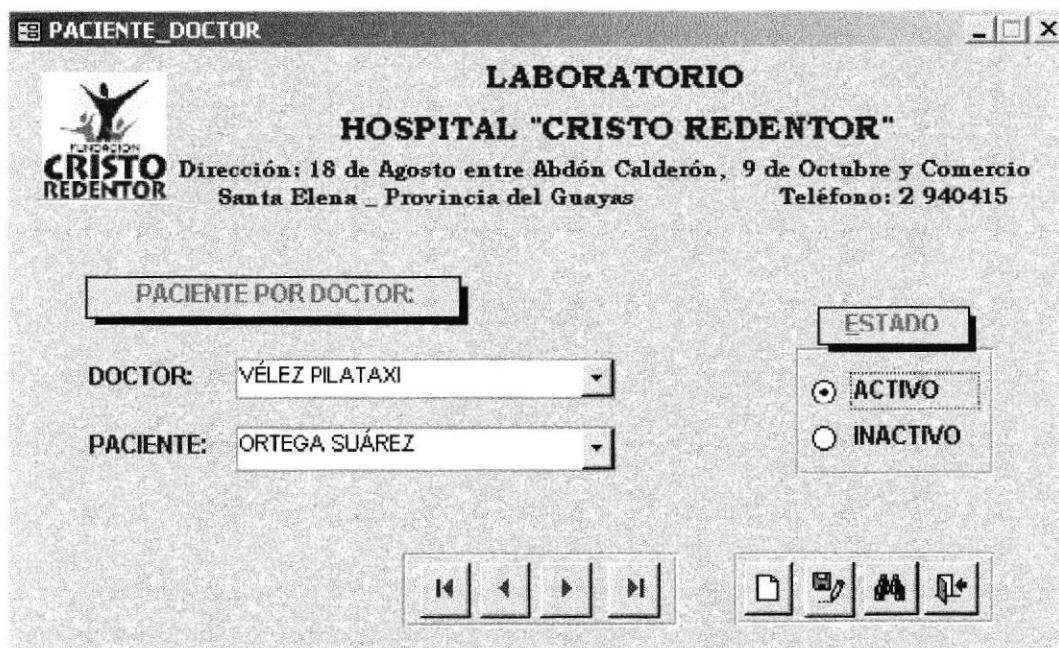 PACIENTE_DOCTOR
LABORATORIO
HOSPITAL "CRISTO REDENTOR"
FUNDACION
CRISTO
REDENTOR
Dirección: 18 de Agosto entre Abdón Calderón, 9 de Octubre y Comercio
Santa Elena _ Provincia del Guayas Teléfono: 2 940415
PACIENTE POR DOCTOR:
ESTADO
DOCTOR: VÉLEZ PILATAXI
ACTIVO
PACIENTE: ORTEGA SUÁREZ
INACTIVO